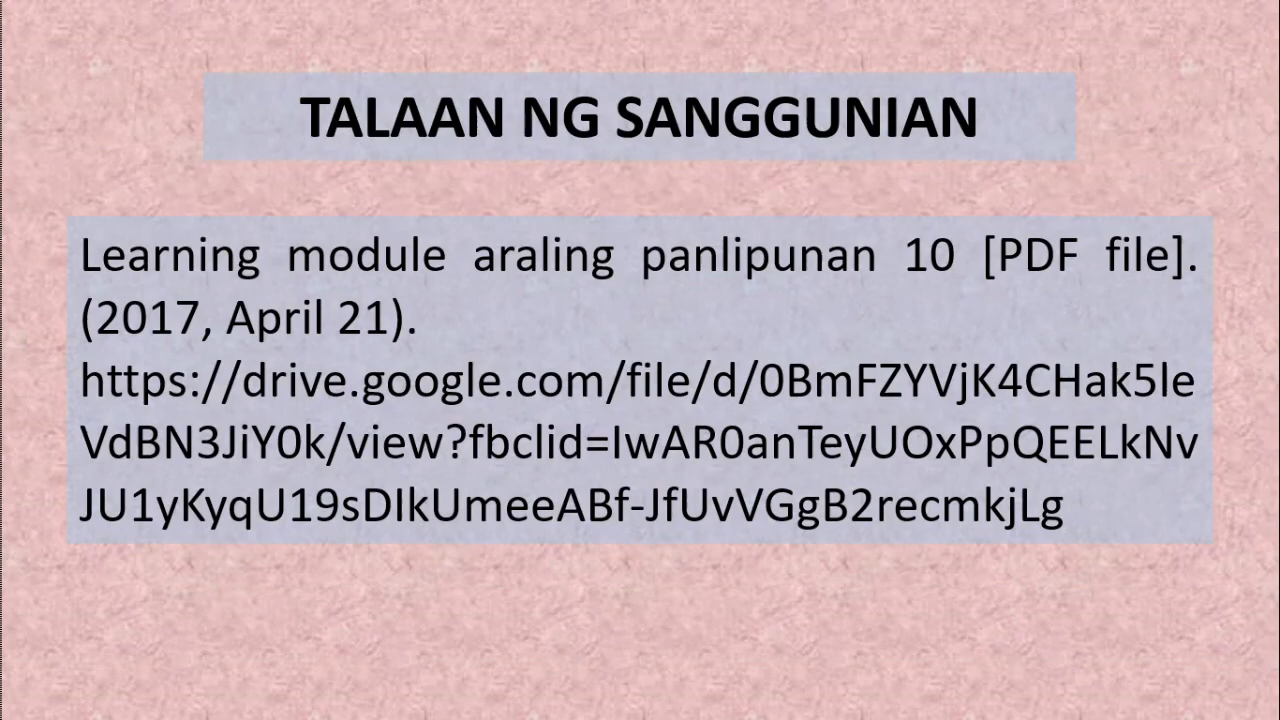 TALAAN NG SANGGUNIAN
Learning module araling panlipunan 10 [PDF file].
(2017, April 21).
https://drive.google.com/file/d/0BmFZYVjK4CHak5le
VdBN3JiY0k/view?fbclid=IwAR0anTeyUOxPpQEELkNv
JU1yKyqU19sDIkUmeeABf-JfUvVGgB2recmkjLg